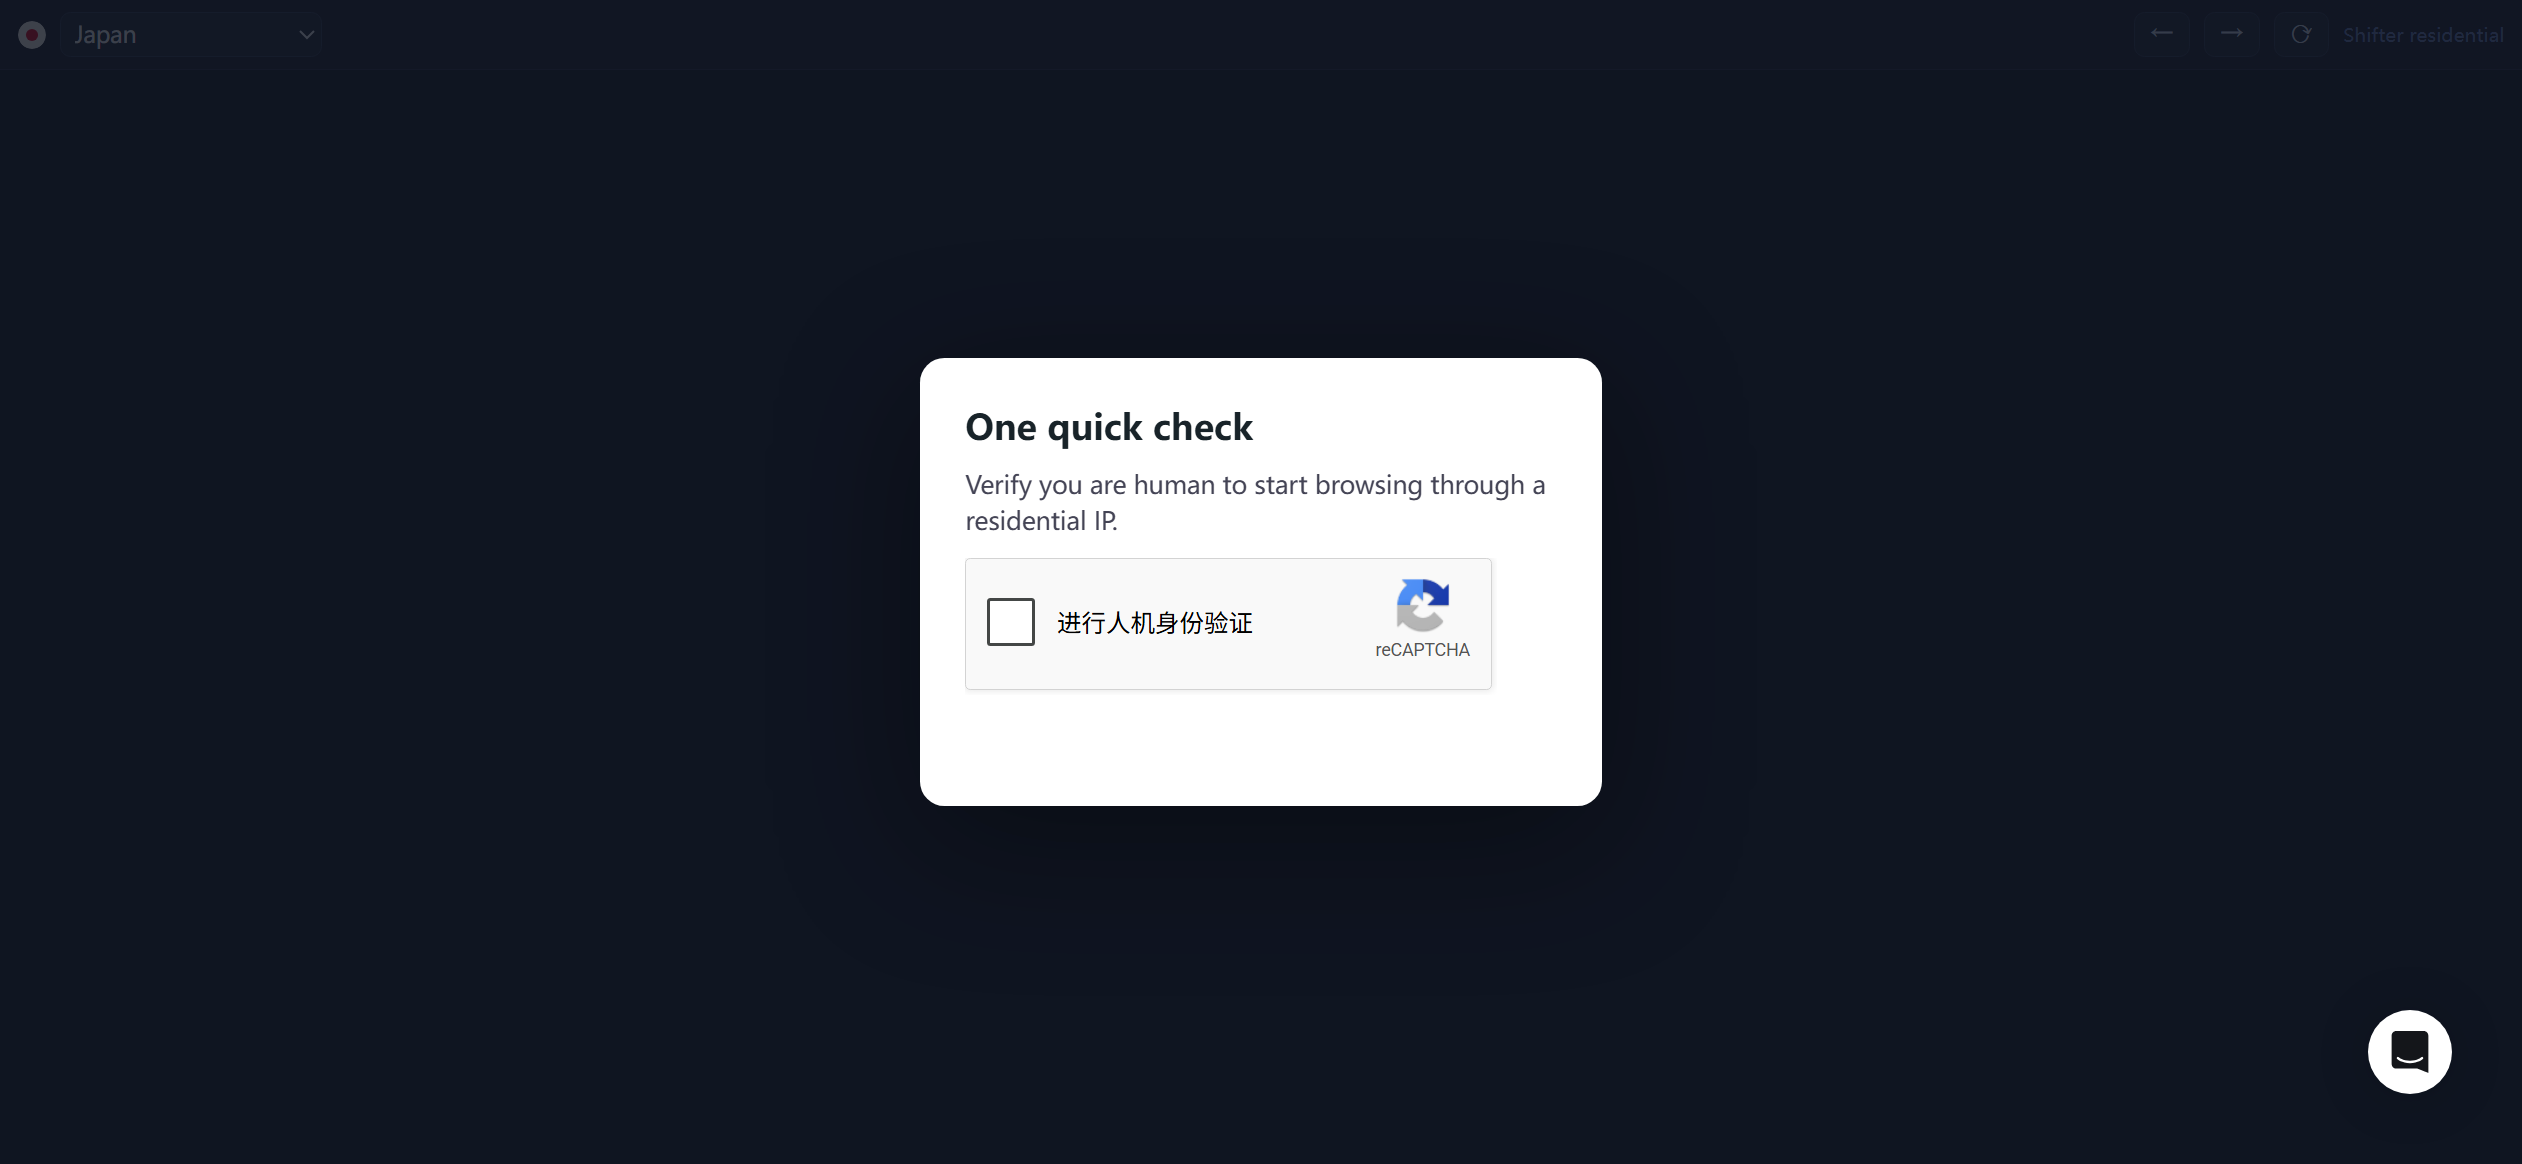 Japan
Shifter residential
One quick check
Verify you are human to start browsing through a
residential IP.
进行人机身份验证
reCAPTCHA